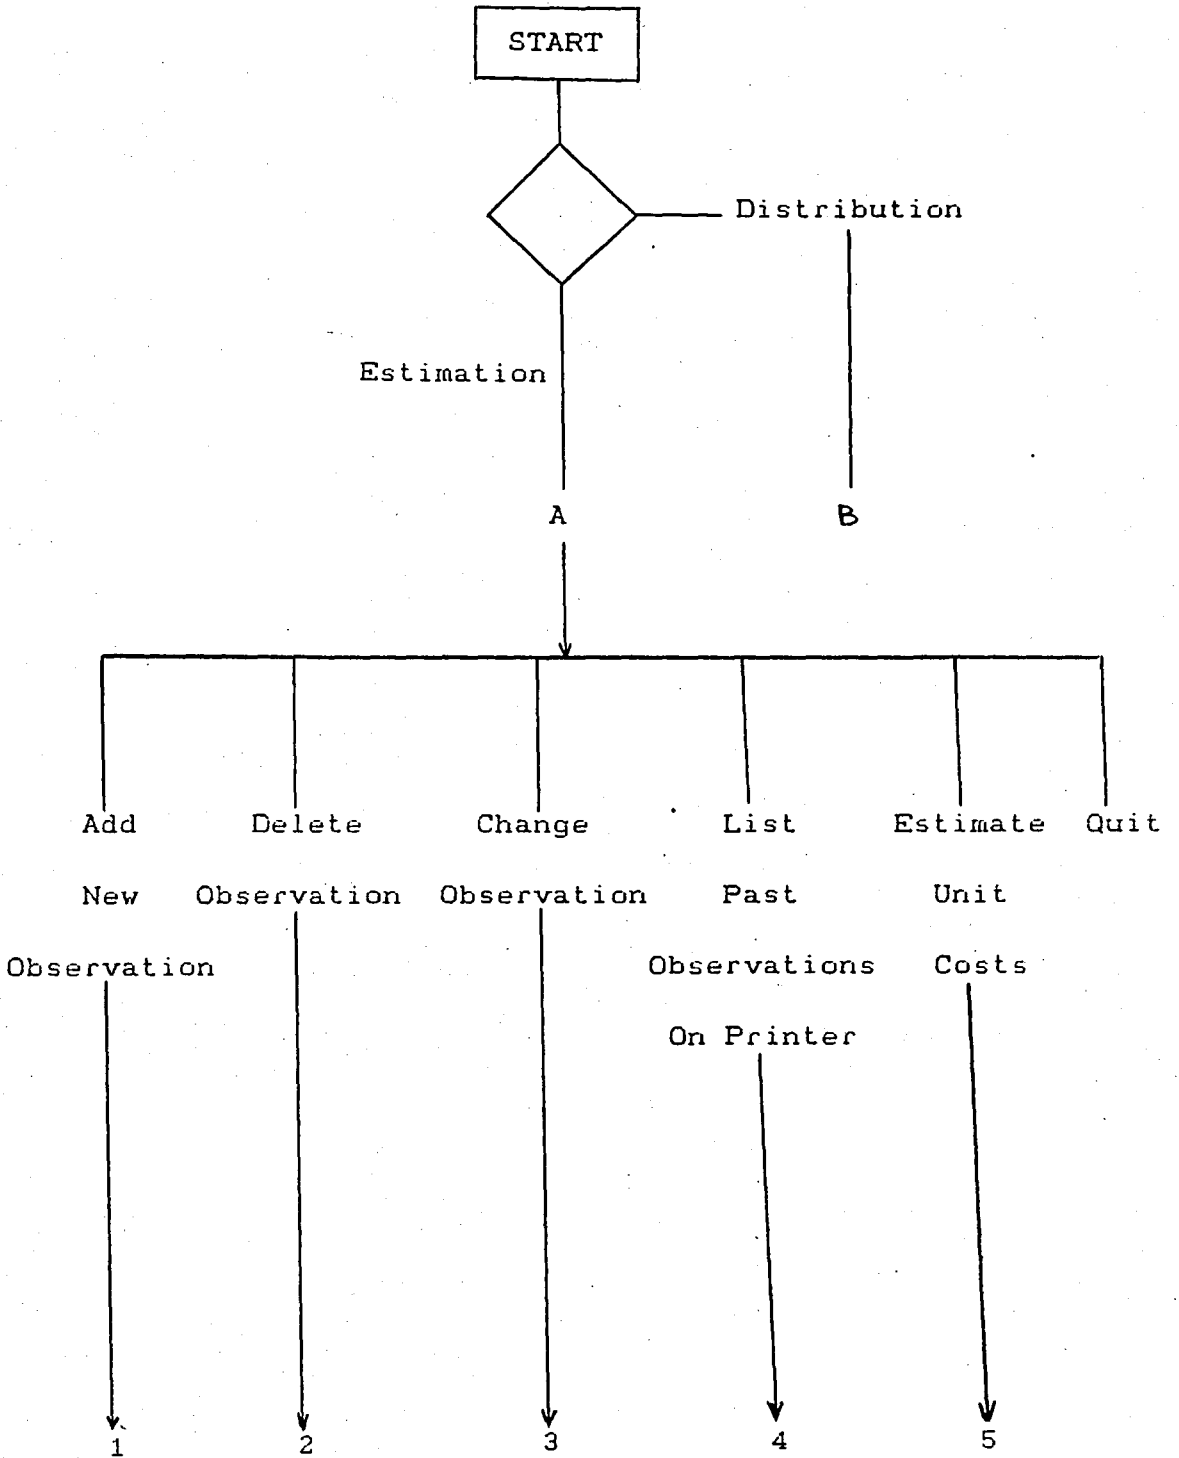 START
Distribution
Estimation
A B
Add Delete Change List Estimate Quit
New Observation Observation Past Unit
Observation Observations Costs
On Printer
1 2 3 4 5